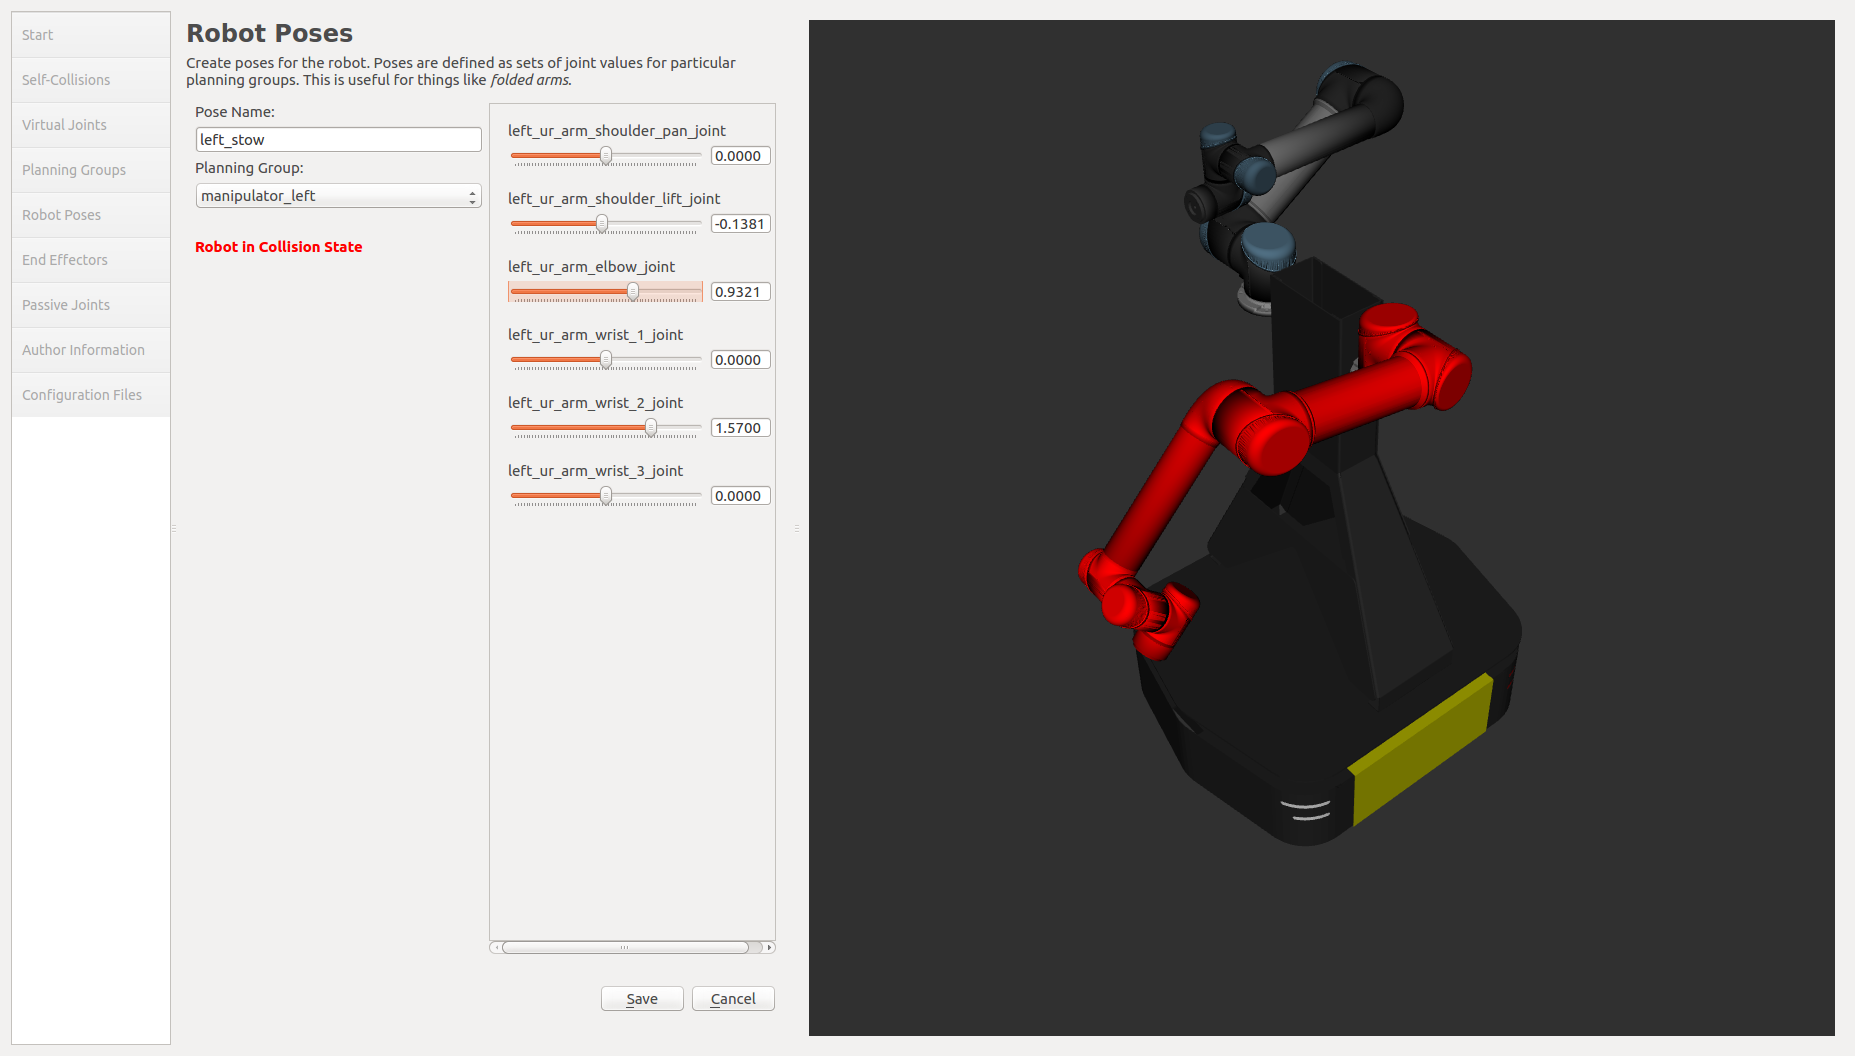 Start
Self-Collisions
Virtual Joints
Planning Groups
Robot Poses
End Effectors
Passive Joints
Author Information
Configuration Files
Robot Poses
Create poses for the robot. Poses are defined as sets of joint values for particular
planning groups. This is useful for things like folded arms.
Pose Name:
left_stow
Planning Group:
manipulator_left
Robot in Collision State
left_ur_arm_shoulder_pan_joint
0.0000
left_ur_arm_shoulder_lift_joint
-0.1381
left_ur_arm_elbow_joint
0.9321
left_ur_arm_wrist_1_joint
0.0000
left_ur_arm_wrist_2_joint
1.5700
left_ur_arm_wrist_3_joint
0.0000
Save
Cancel